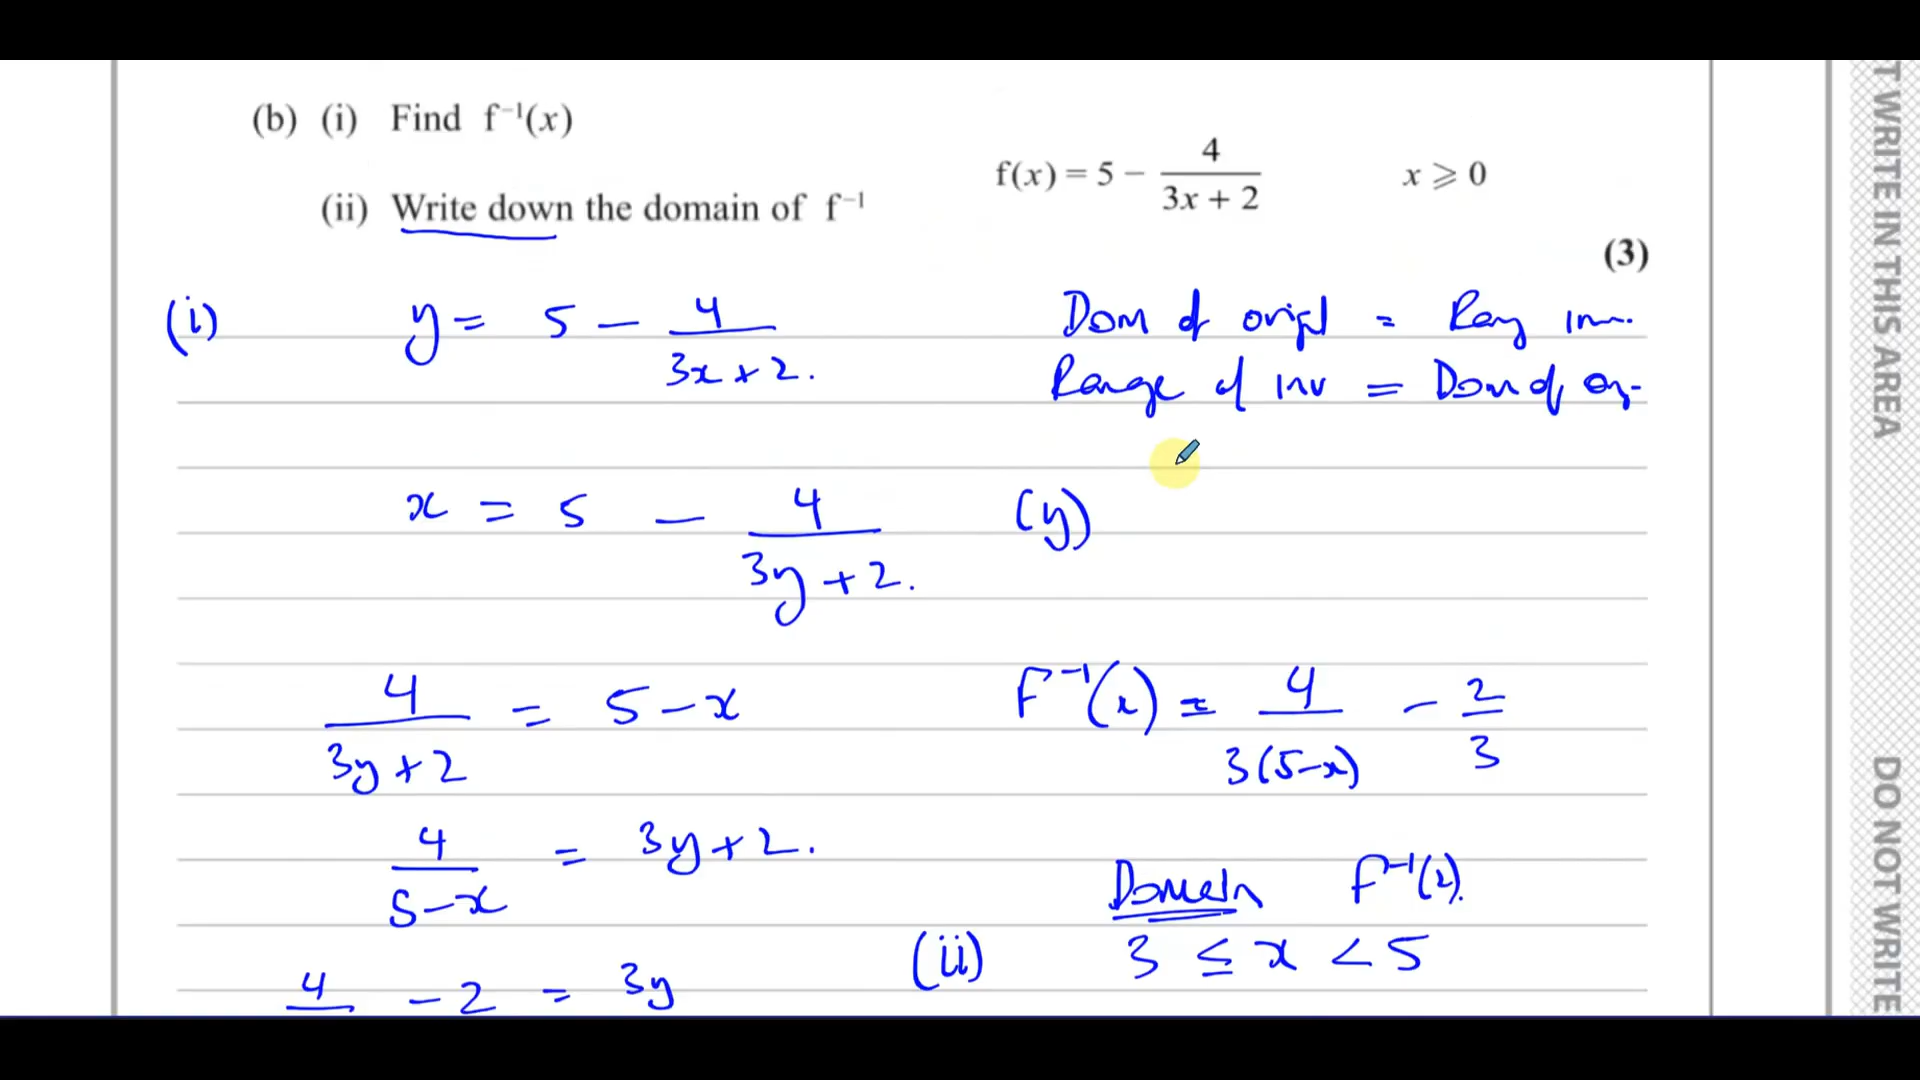 (b) (i) Find f⁻¹(x)
f(x) = 5 − 4/(3x + 2) x ⩾ 0
(ii) Write down the domain of f⁻¹
(3)
(i) y = 5 − 4/(3x + 2).
Dom of = inv.
Range of inv = Dom of
x = 5 − 4/(3y + 2). (y)
4/(3y + 2) = 5 − x
F⁻¹(x) = 4/(3(5−x)) − 2/3
4/(5−x) = 3y + 2.
Domain F⁻¹(x).
(ii) 3 ≤ x < 5
4 − 2 = 3y
T WRITE IN THIS AREA
DO NOT WRITE